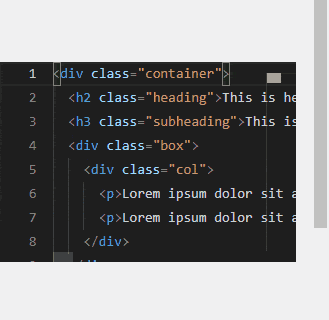 1 <div class="container">
2 <h2 class="heading">This is he
3 <h3 class="subheading">This is
4 <div class="box">
5 <div class="col">
6 <p>Lorem ipsum dolor sit a
7 <p>Lorem ipsum dolor sit a
8 </div>